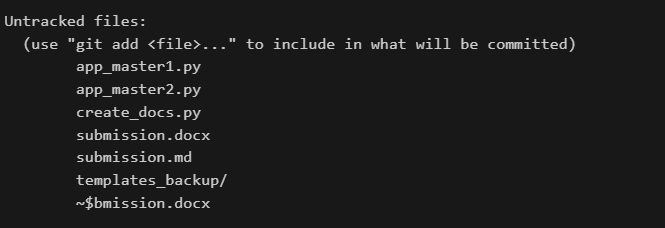 Untracked files:
(use "git add <file>..." to include in what will be committed)
app_master1.py
app_master2.py
create_docs.py
submission.docx
submission.md
templates_backup/
~$bmission.docx